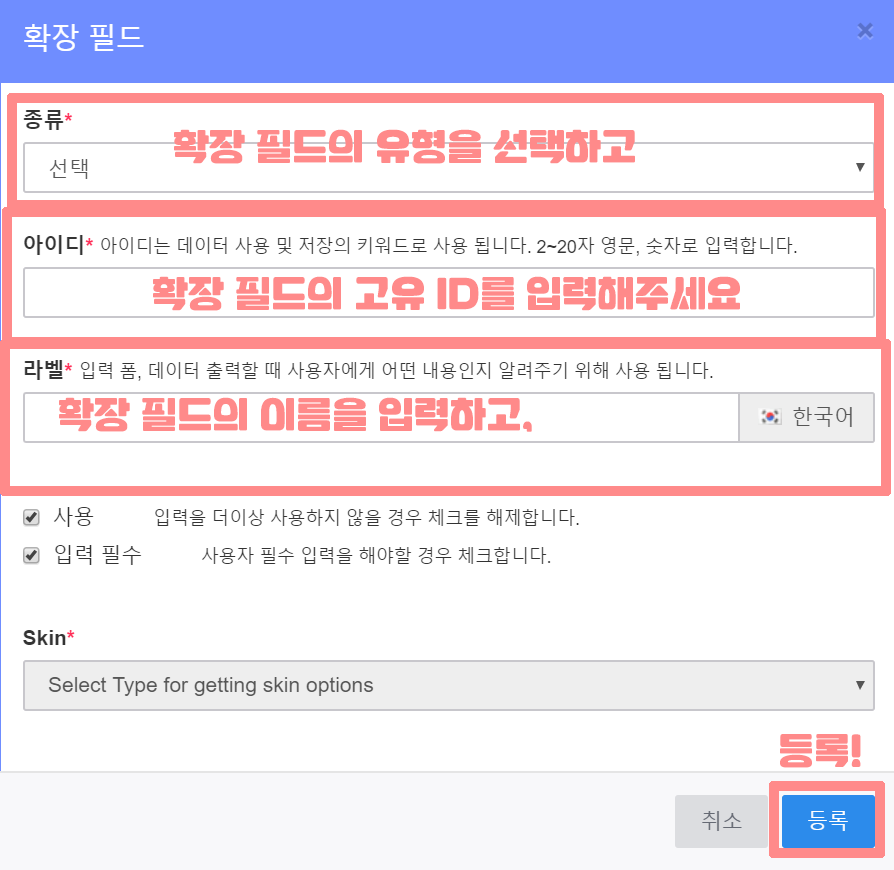 확장 필드
×
종류*
확장 필드의 유형을 선택하고
선택
아이디* 아이디는 데이터 사용 및 저장의 키워드로 사용 됩니다. 2~20자 영문, 숫자로 입력합니다.
확장 필드의 고유 ID를 입력해주세요
라벨* 입력 폼, 데이터 출력할 때 사용자에게 어떤 내용인지 알려주기 위해 사용 됩니다.
확장 필드의 이름을 입력하고,
한국어
사용 입력을 더이상 사용하지 않을 경우 체크를 해제합니다.
입력 필수 사용자 필수 입력을 해야할 경우 체크합니다.
Skin*
Select Type for getting skin options
등록!
취소
등록